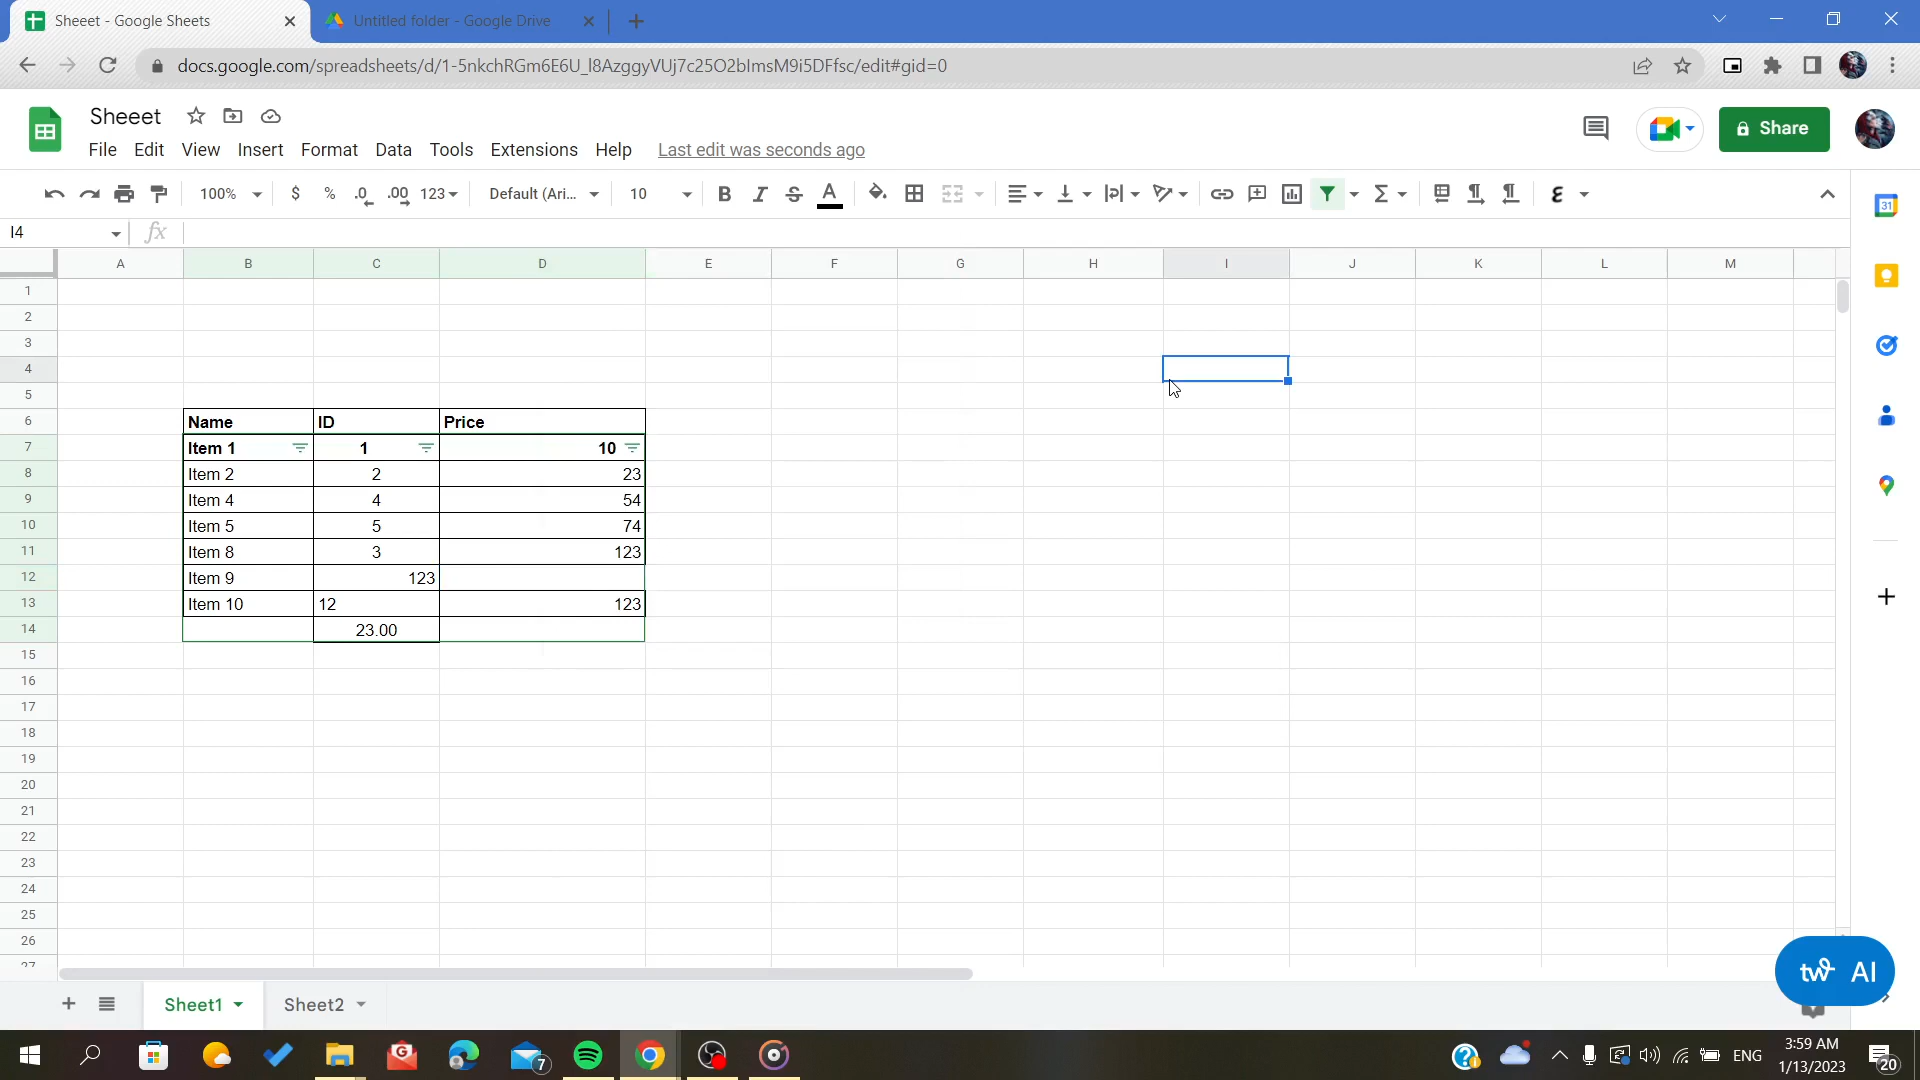 Sheeet - Google Sheets
Untitled folder - Google Drive
docs.google.com/spreadsheets/d/1-5nkchRGm6E6U_l8AzggyVUj7c25O2bImsM9i5DFfsc/edit#gid=0
Sheeet
File Edit View Insert Format Data Tools Extensions Help Last edit was seconds ago
Share
100% $ % .0 .00 123 Default (Ari... 10 B I S A Σ ε
I4 fx
A B C D E F G H I J K L M
1
2
3
4
5
6 Name ID Price
7 Item 1 1 10
8 Item 2 2 23
9 Item 4 4 54
10 Item 5 5 74
11 Item 8 3 123
12 Item 9 123
13 Item 10 12 123
14 23.00
15
16
17
18
19
20
21
22
23
24
25
26
27
31
tw AI
Sheet1 Sheet2
7
ENG
3:59 AM
1/13/2023
20